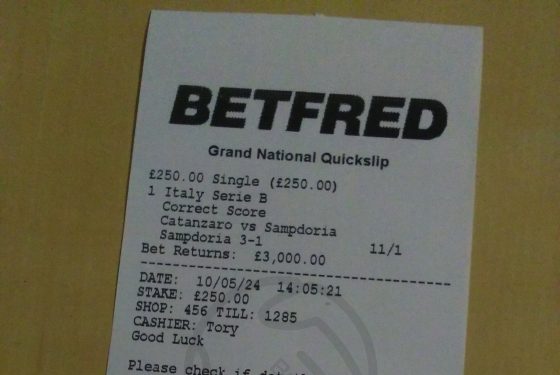 BETFRED
Grand National Quickslip
£250.00 Single (£250.00)
1 Italy Serie B
Correct Score
Catanzaro vs Sampdoria
Sampdoria 3-1 11/1
Bet Returns: £3,000.00
--------------------------------
DATE: 10/05/24 14:05:21
STAKE: £250.00
SHOP: 456 TILL: 1285
CASHIER: Tory
Good Luck
Please check if